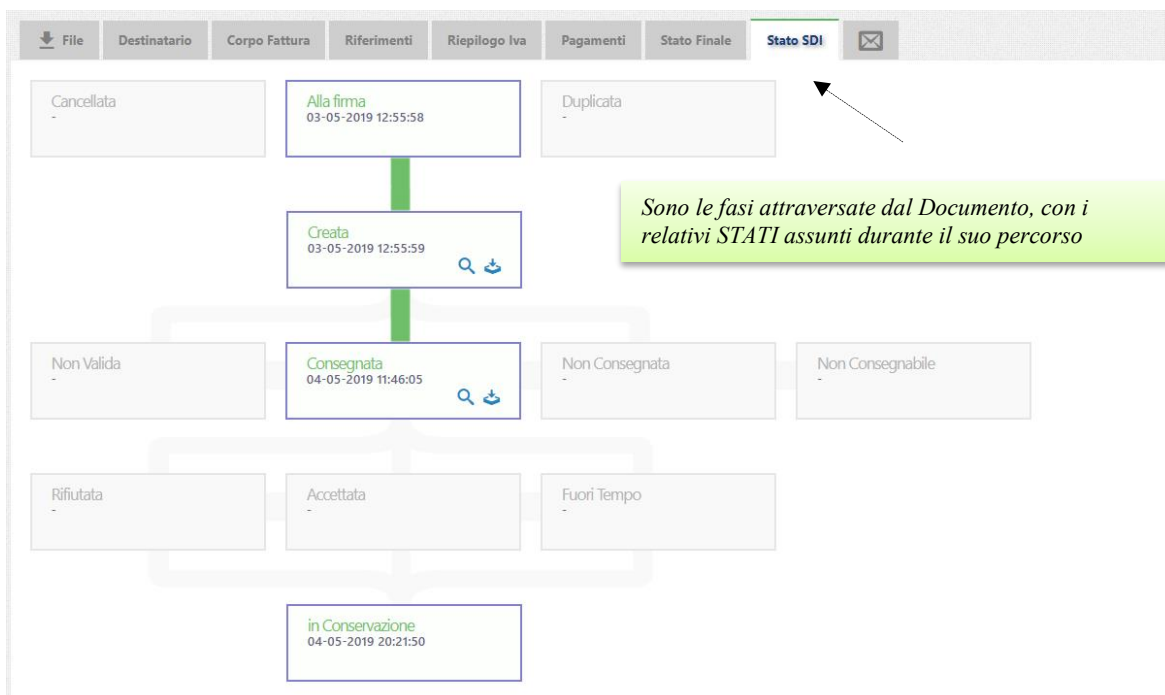 File Destinatario Corpo Fattura Riferimenti Riepilogo Iva Pagamenti Stato Finale Stato SDI
Cancellata
-
Alla firma
03-05-2019 12:55:58
Duplicata
-
Sono le fasi attraversate dal Documento, con i
relativi STATI assunti durante il suo percorso
Creata
03-05-2019 12:55:59
Non Valida
-
Consegnata
04-05-2019 11:46:05
Non Consegnata
-
Non Consegnabile
-
Rifiutata
-
Accettata
-
Fuori Tempo
-
in Conservazione
04-05-2019 20:21:50